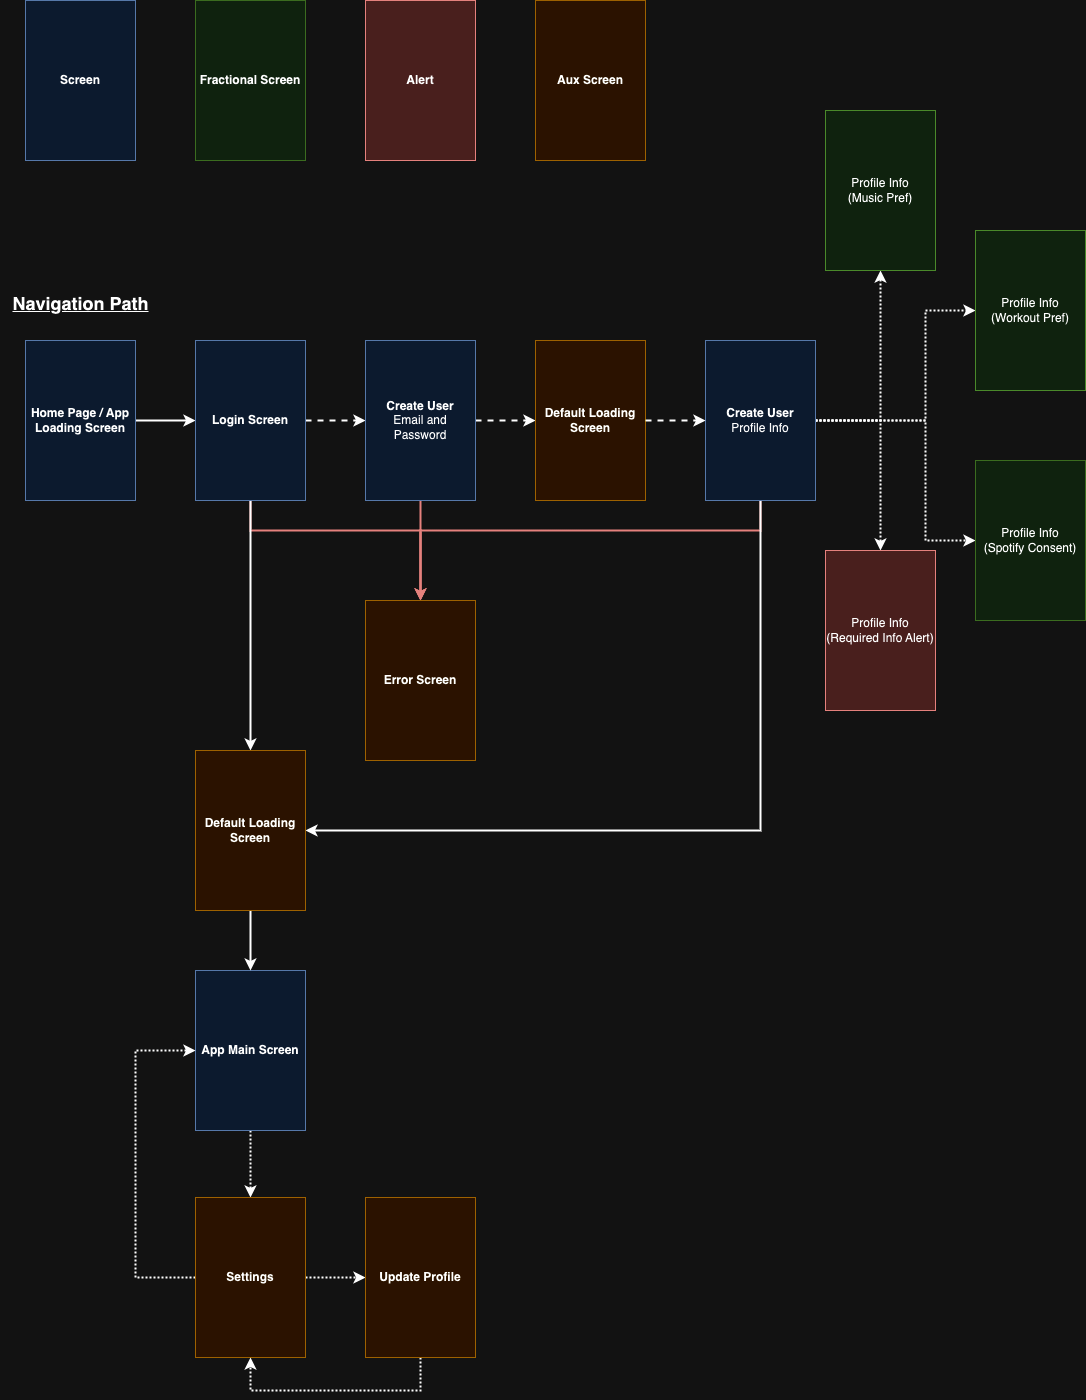 Screen
Fractional Screen
Alert
Aux Screen
Profile Info
(Music Pref)
Profile Info
(Workout Pref)
Navigation Path
Home Page / App
Loading Screen
Login Screen
Create User
Email and
Password
Default Loading
Screen
Create User
Profile Info
Profile Info
(Spotify Consent)
Profile Info
(Required Info Alert)
Error Screen
Default Loading
Screen
App Main Screen
Settings
Update Profile